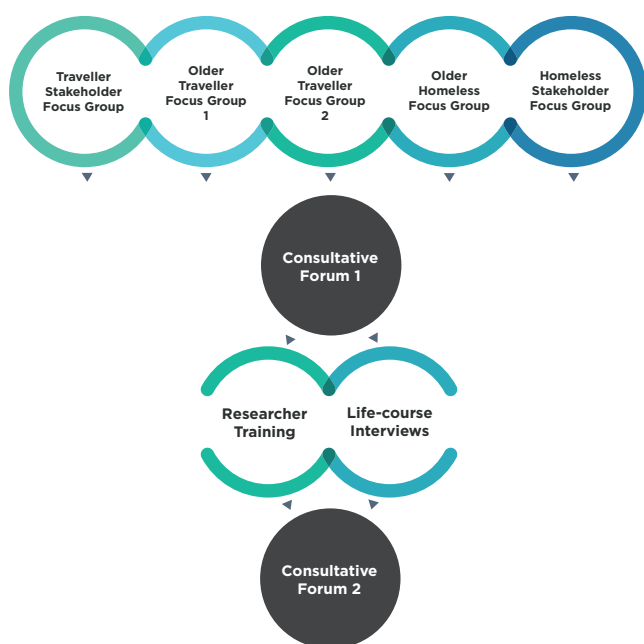 Traveller
Stakeholder
Focus Group
Older
Traveller
Focus Group
1
Older
Traveller
Focus Group
2
Older
Homeless
Focus Group
Homeless
Stakeholder
Focus Group
Consultative
Forum 1
Researcher
Training
Life-course
Interviews
Consultative
Forum 2